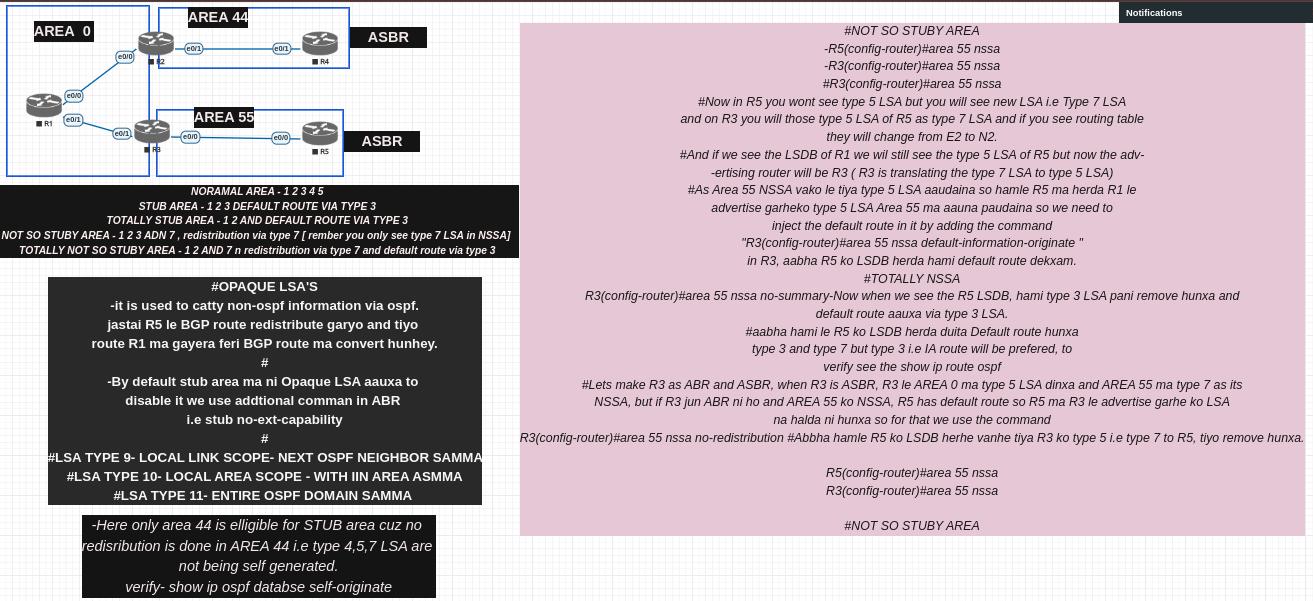 Notifications
AREA 0
AREA 44
ASBR
e0/0
R2
e0/1
e0/1
R4
e0/0
R1
e0/1
AREA 55
e0/1
R3
e0/0
e0/0
R5
ASBR
NORAMAL AREA - 1 2 3 4 5
STUB AREA - 1 2 3 DEFAULT ROUTE VIA TYPE 3
TOTALLY STUB AREA - 1 2 AND DEFAULT ROUTE VIA TYPE 3
NOT SO STUBY AREA - 1 2 3 ADN 7 , redistribution via type 7 [ rember you only see type 7 LSA in NSSA]
TOTALLY NOT SO STUBY AREA - 1 2 AND 7 n redistribution via type 7 and default route via type 3
#OPAQUE LSA'S
-it is used to catty non-ospf information via ospf.
jastai R5 le BGP route redistribute garyo and tiyo
route R1 ma gayera feri BGP route ma convert hunhey.
#
-By default stub area ma ni Opaque LSA aauxa to
disable it we use addtional comman in ABR
i.e stub no-ext-capability
#
#LSA TYPE 9- LOCAL LINK SCOPE- NEXT OSPF NEIGHBOR SAMMA
#LSA TYPE 10- LOCAL AREA SCOPE - WITH IIN AREA ASMMA
#LSA TYPE 11- ENTIRE OSPF DOMAIN SAMMA
-Here only area 44 is elligible for STUB area cuz no
redisribution is done in AREA 44 i.e type 4,5,7 LSA are
not being self generated.
verify- show ip ospf databse self-originate
#NOT SO STUBY AREA
-R5(config-router)#area 55 nssa
-R3(config-router)#area 55 nssa
#R3(config-router)#area 55 nssa
#Now in R5 you wont see type 5 LSA but you will see new LSA i.e Type 7 LSA
and on R3 you will those type 5 LSA of R5 as type 7 LSA and if you see routing table
they will change from E2 to N2.
#And if we see the LSDB of R1 we wil still see the type 5 LSA of R5 but now the adv-
-ertising router will be R3 ( R3 is translating the type 7 LSA to type 5 LSA)
#As Area 55 NSSA vako le tiya type 5 LSA aaudaina so hamle R5 ma herda R1 le
advertise garheko type 5 LSA Area 55 ma aauna paudaina so we need to
inject the default route in it by adding the command
"R3(config-router)#area 55 nssa default-information-originate "
in R3, aabha R5 ko LSDB herda hami default route dekxam.
#TOTALLY NSSA
R3(config-router)#area 55 nssa no-summary-Now when we see the R5 LSDB, hami type 3 LSA pani remove hunxa and
default route aauxa via type 3 LSA.
#aabha hami le R5 ko LSDB herda duita Default route hunxa
type 3 and type 7 but type 3 i.e IA route will be prefered, to
verify see the show ip route ospf
#Lets make R3 as ABR and ASBR, when R3 is ASBR, R3 le AREA 0 ma type 5 LSA dinxa and AREA 55 ma type 7 as its
NSSA, but if R3 jun ABR ni ho and AREA 55 ko NSSA, R5 has default route so R5 ma R3 le advertise garhe ko LSA
na halda ni hunxa so for that we use the command
R3(config-router)#area 55 nssa no-redistribution #Abbha hamle R5 ko LSDB herhe vanhe tiya R3 ko type 5 i.e type 7 to R5, tiyo remove hunxa.
R5(config-router)#area 55 nssa
R3(config-router)#area 55 nssa
#NOT SO STUBY AREA